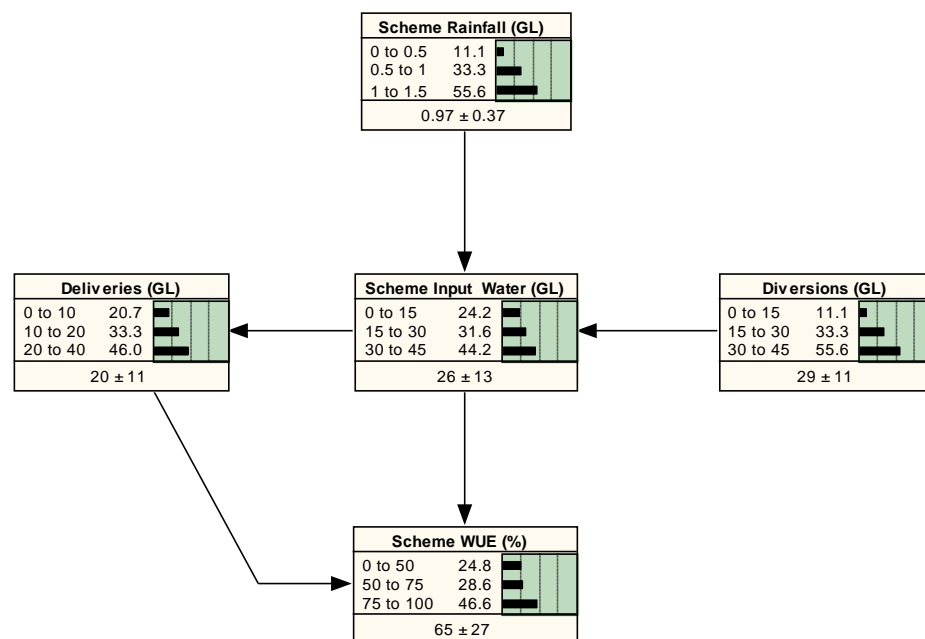 Scheme Rainfall (GL)
0 to 0.5 11.1
0.5 to 1 33.3
1 to 1.5 55.6
0.97 ± 0.37
Deliveries (GL)
0 to 10 20.7
10 to 20 33.3
20 to 40 46.0
20 ± 11
Scheme Input Water (GL)
0 to 15 24.2
15 to 30 31.6
30 to 45 44.2
26 ± 13
Diversions (GL)
0 to 15 11.1
15 to 30 33.3
30 to 45 55.6
29 ± 11
Scheme WUE (%)
0 to 50 24.8
50 to 75 28.6
75 to 100 46.6
65 ± 27